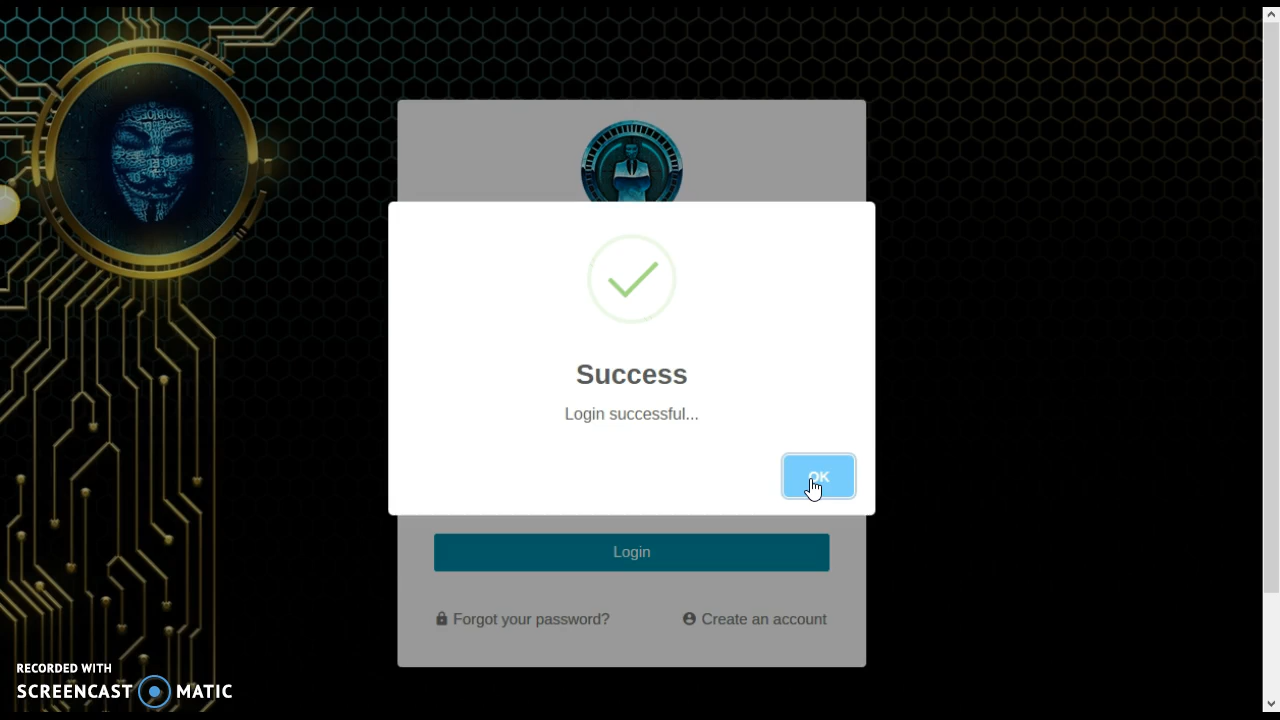 Success
Login successful...
OK
Login
Forgot your password?
Create an account
RECORDED WITH
SCREENCAST MATIC